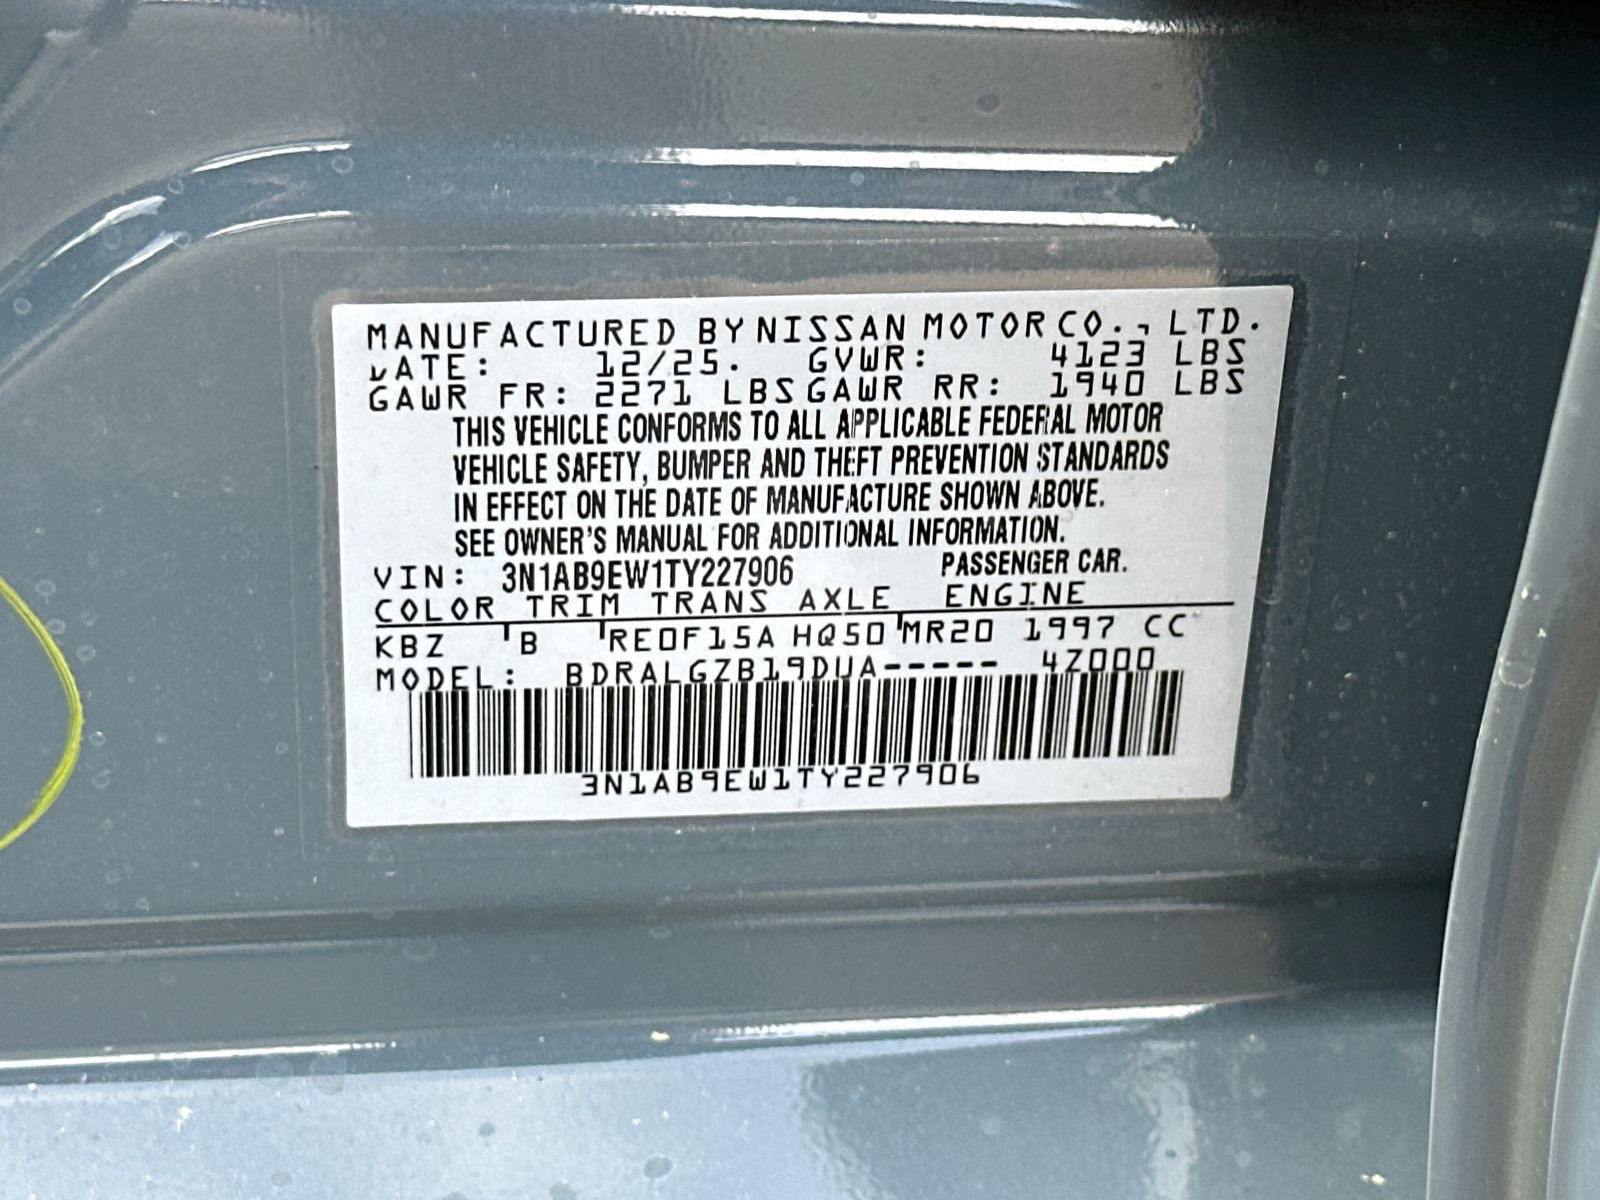 MANUFACTURED BY NISSAN MOTOR CO., LTD.
DATE: 12/25. GVWR: 4123 LBS
GAWR FR: 2271 LBS GAWR RR: 1940 LBS
THIS VEHICLE CONFORMS TO ALL APPLICABLE FEDERAL MOTOR
VEHICLE SAFETY, BUMPER AND THEFT PREVENTION STANDARDS
IN EFFECT ON THE DATE OF MANUFACTURE SHOWN ABOVE.
SEE OWNER'S MANUAL FOR ADDITIONAL INFORMATION.
VIN: 3N1AB9EW1TY227906 PASSENGER CAR.
COLOR TRIM TRANS AXLE ENGINE
KBZ B RE0F15A HQ50 MR20 1997 CC
MODEL: BDRALGZB19DUA----- 4Z000
3N1AB9EW1TY227906